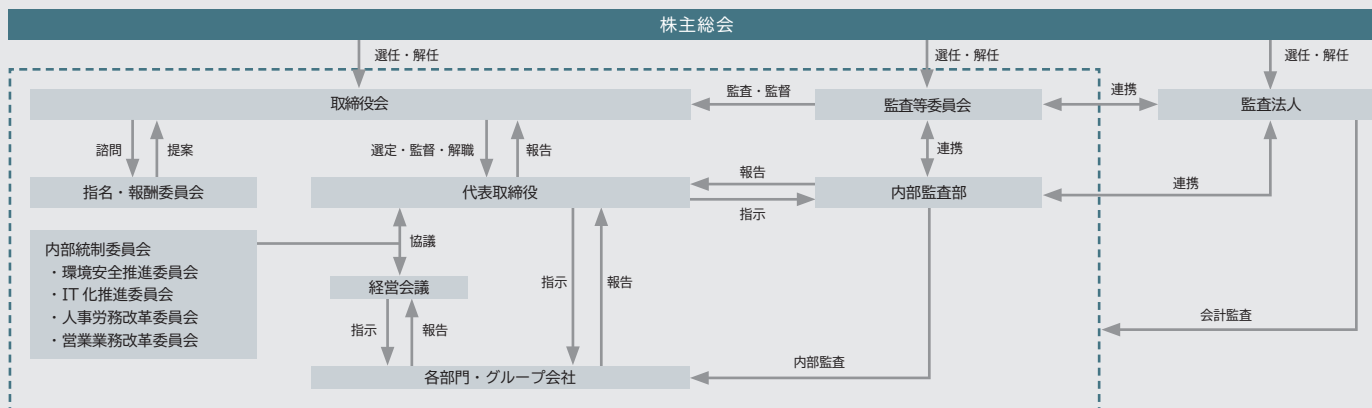 株主総会
選任・解任
選任・解任
選任・解任
取締役会
監査・監督
監査等委員会
連携
監査法人
諮問
提案
選定・監督・解職
報告
連携
指名・報酬委員会
代表取締役
報告
指示
内部監査部
連携
内部統制委員会
・環境安全推進委員会
・IT 化推進委員会
・人事労務改革委員会
・営業業務改革委員会
協議
経営会議
指示
報告
指示
報告
会計監査
内部監査
各部門・グループ会社